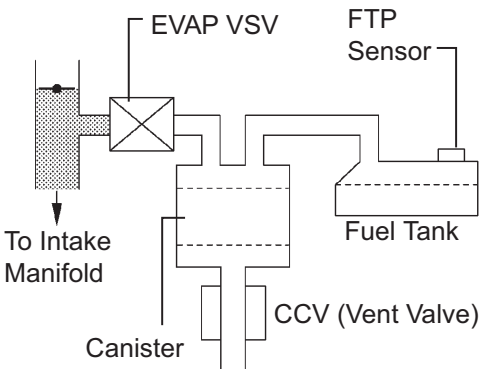 EVAP VSV
FTP
Sensor
To Intake
Manifold
Fuel Tank
CCV (Vent Valve)
Canister